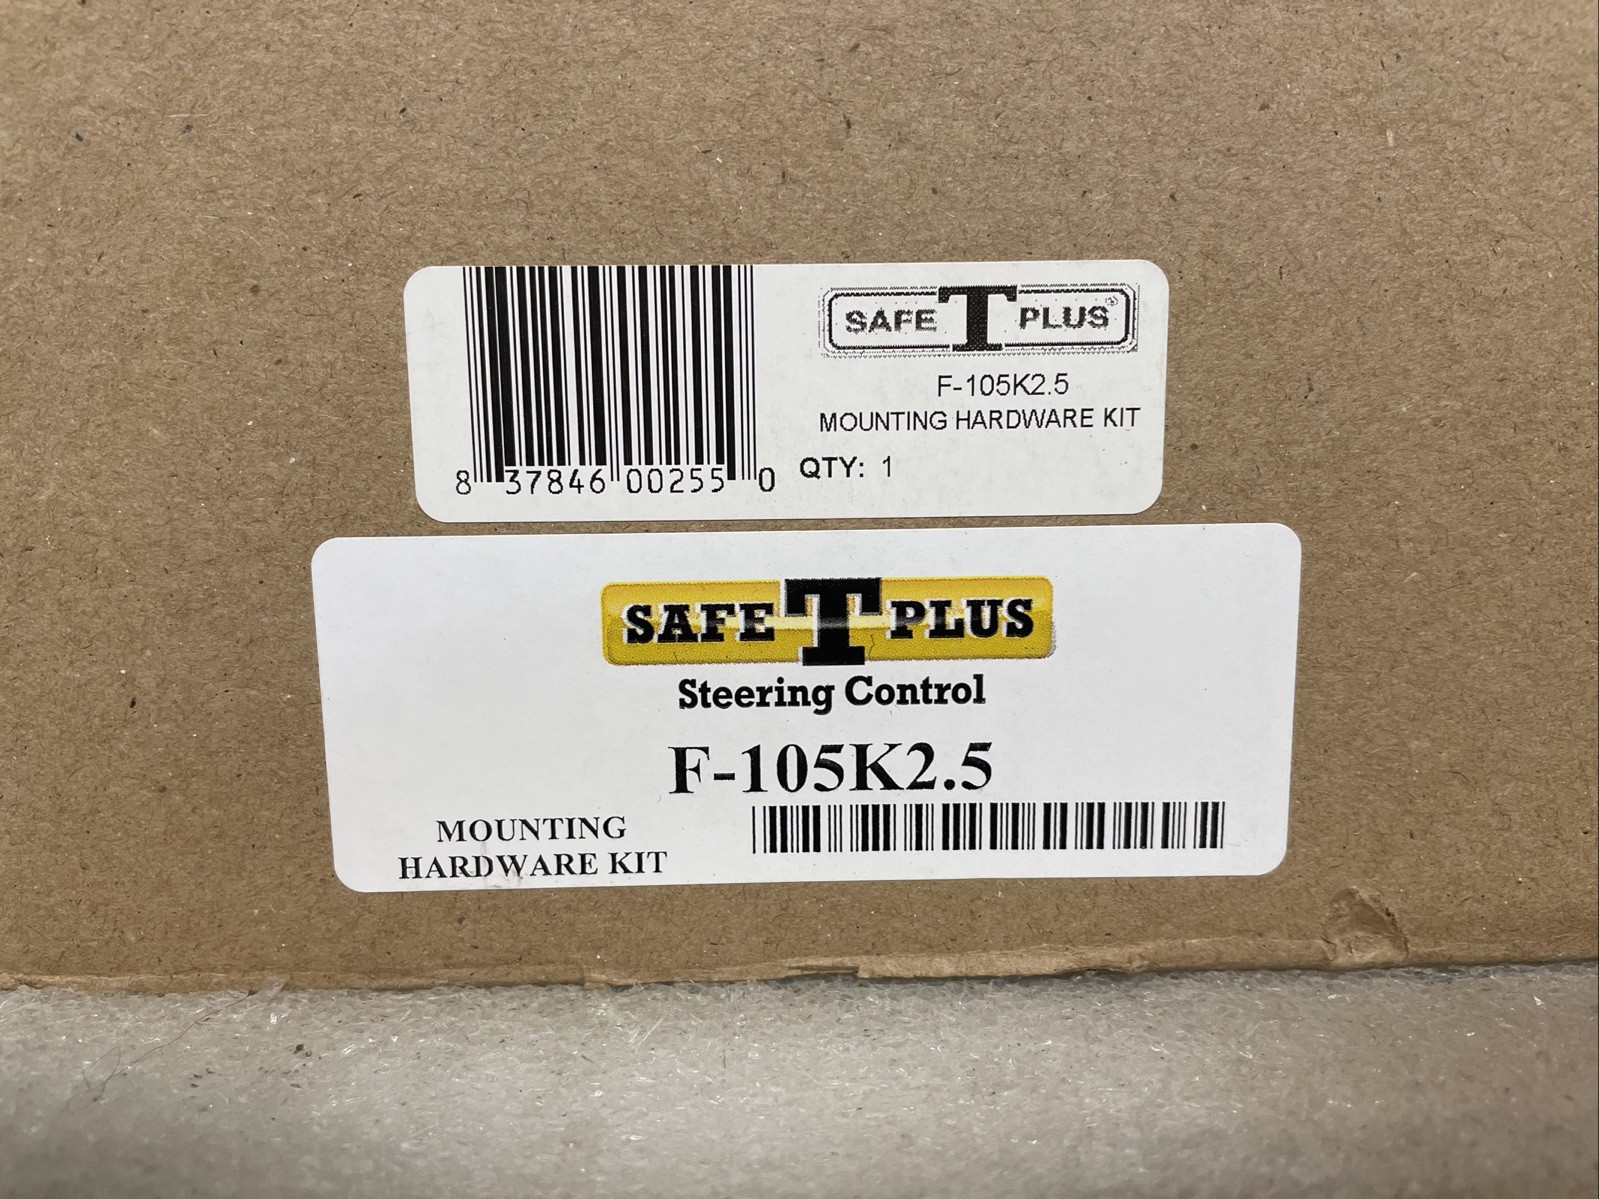 SAFE T PLUS®
F-105K2.5
MOUNTING HARDWARE KIT
8 37846 00255 0
QTY: 1
SAFE T PLUS
Steering Control
F-105K2.5
MOUNTING
HARDWARE KIT